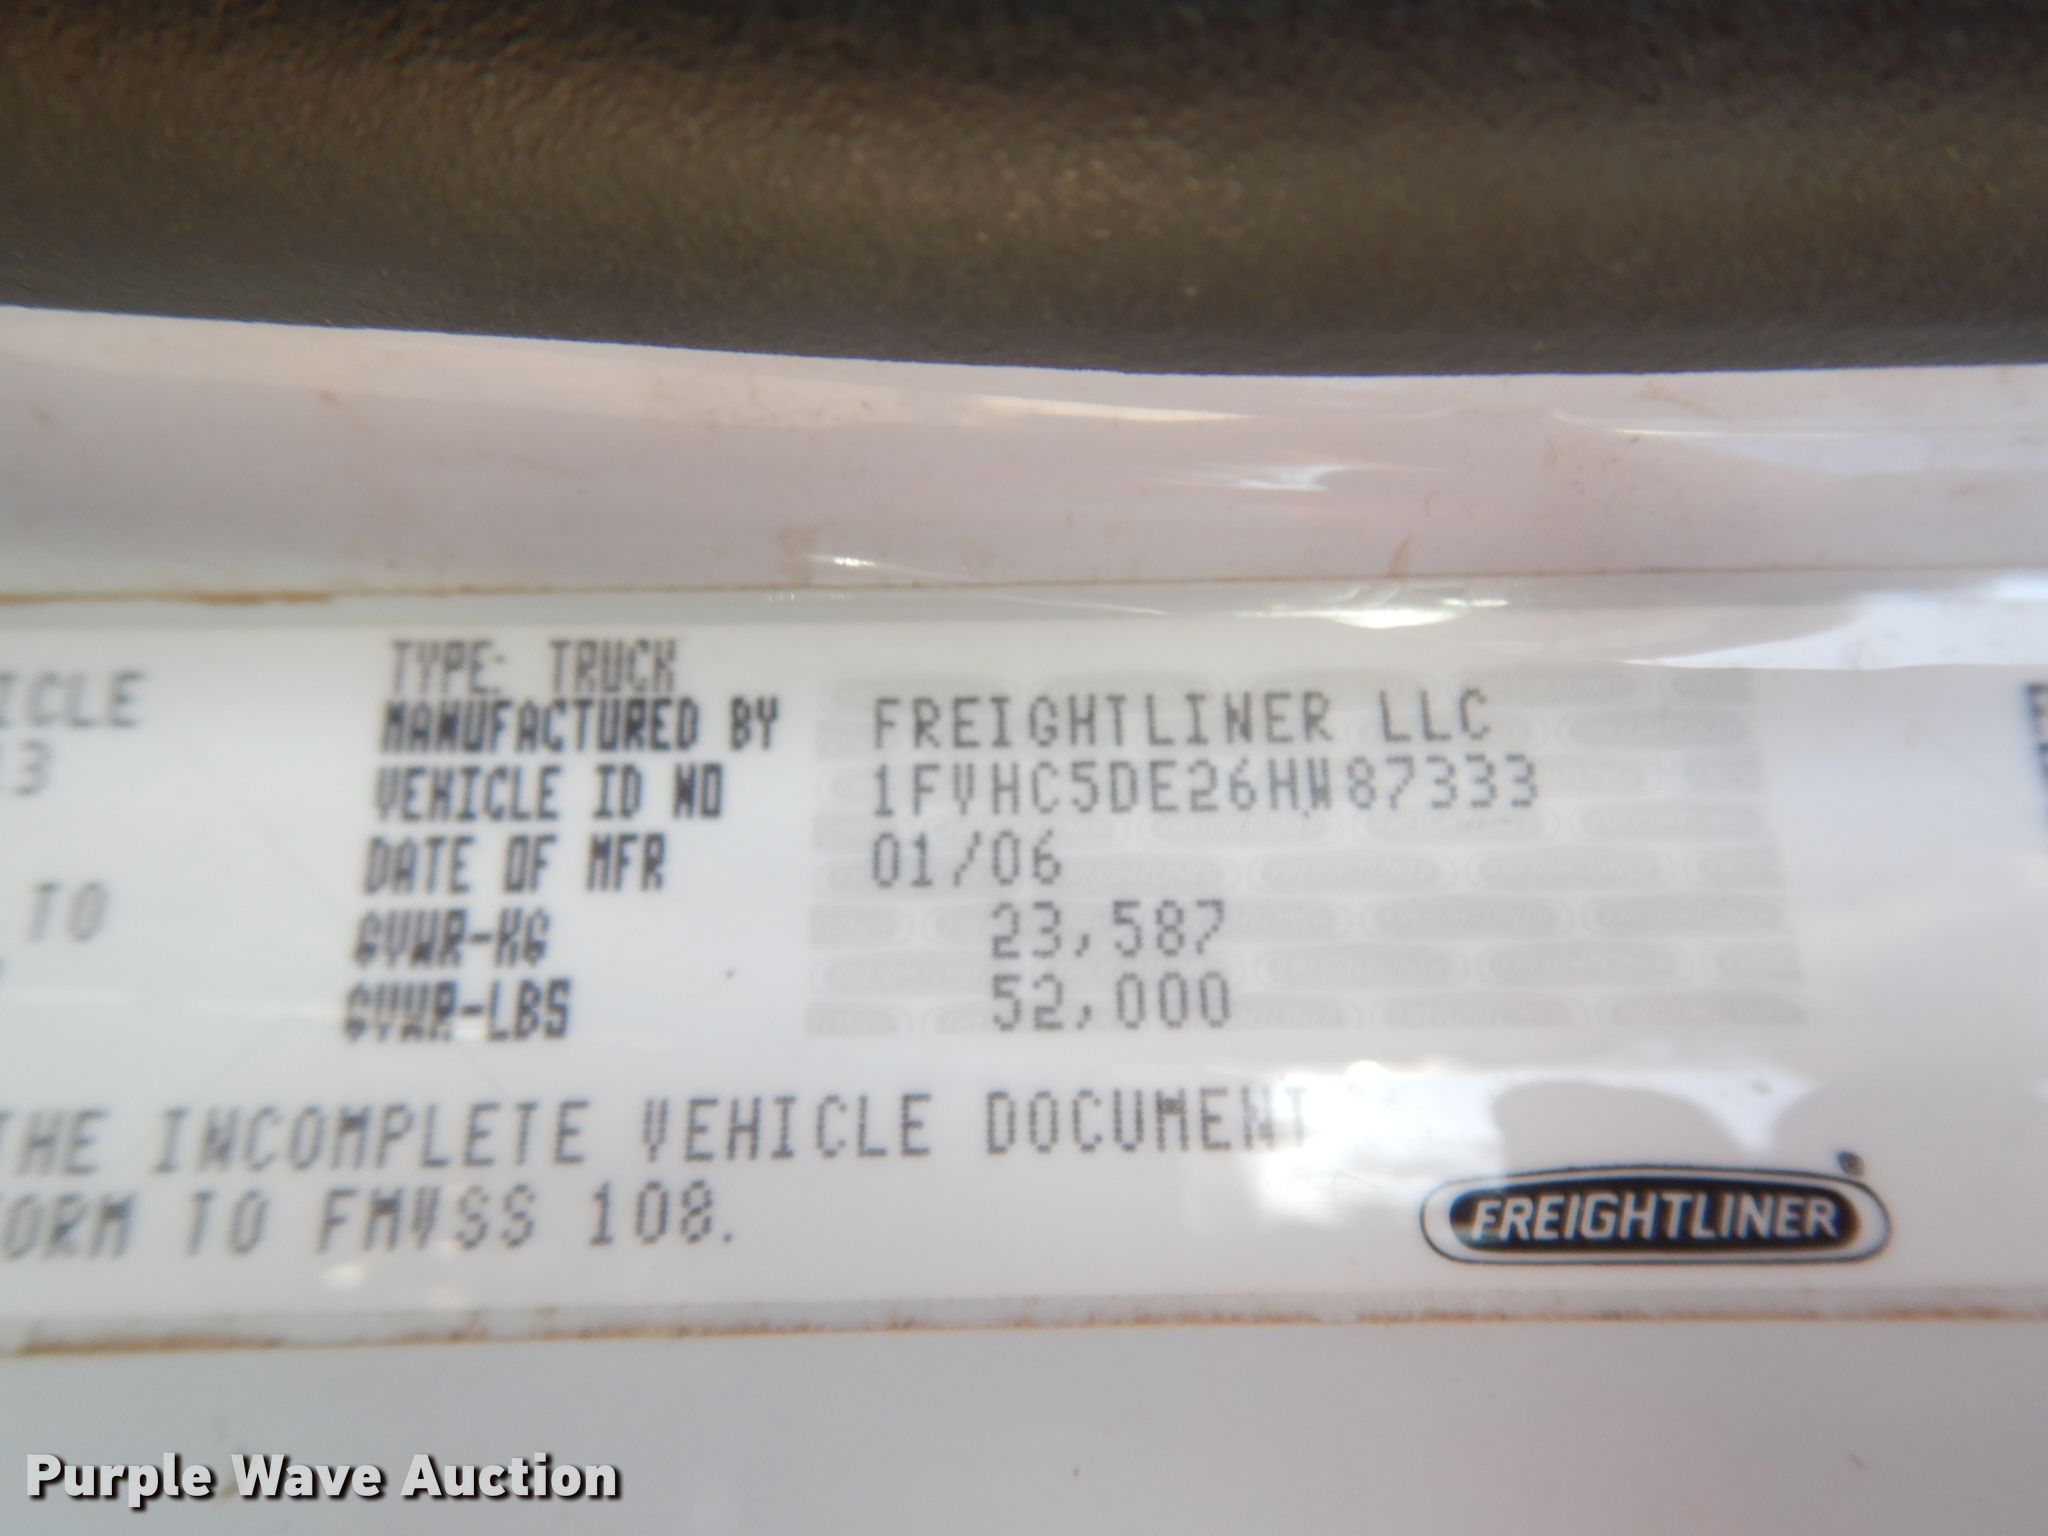 ICLE
TYPE: TRUCK
MANUFACTURED BY FREIGHTLINER LLC
VEHICLE ID NO 1FVHC5DE26HW87333
DATE OF MFR 01/06
TO
GVWR-KG 23,587
GVWR-LBS 52,000
THE INCOMPLETE VEHICLE DOCUMENT
ORM TO FMVSS 108.
FREIGHTLINER®
Purple Wave Auction